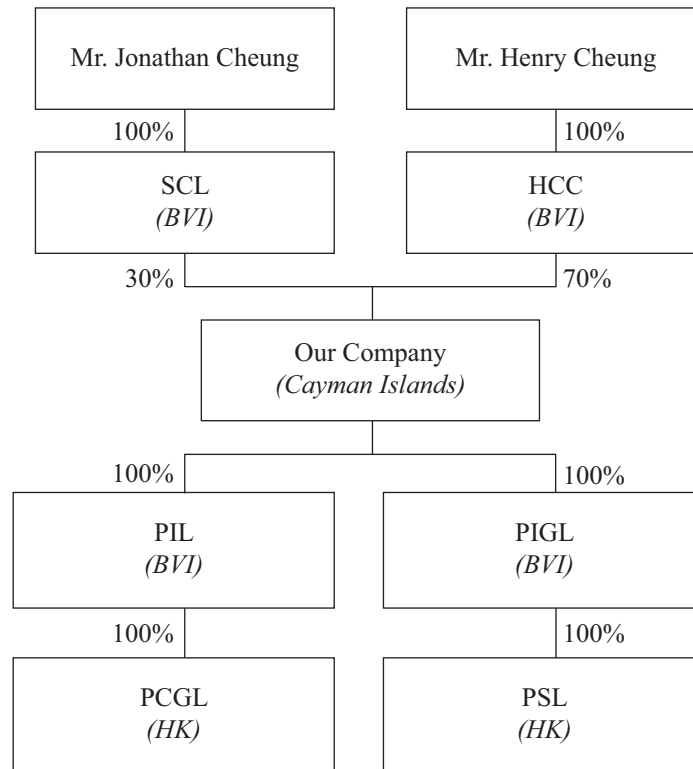 Mr. Jonathan Cheung
Mr. Henry Cheung
100%
100%
SCL
(BVI)
HCC
(BVI)
30%
70%
Our Company
(Cayman Islands)
100%
100%
PIL
(BVI)
PIGL
(BVI)
100%
100%
PCGL
(HK)
PSL
(HK)